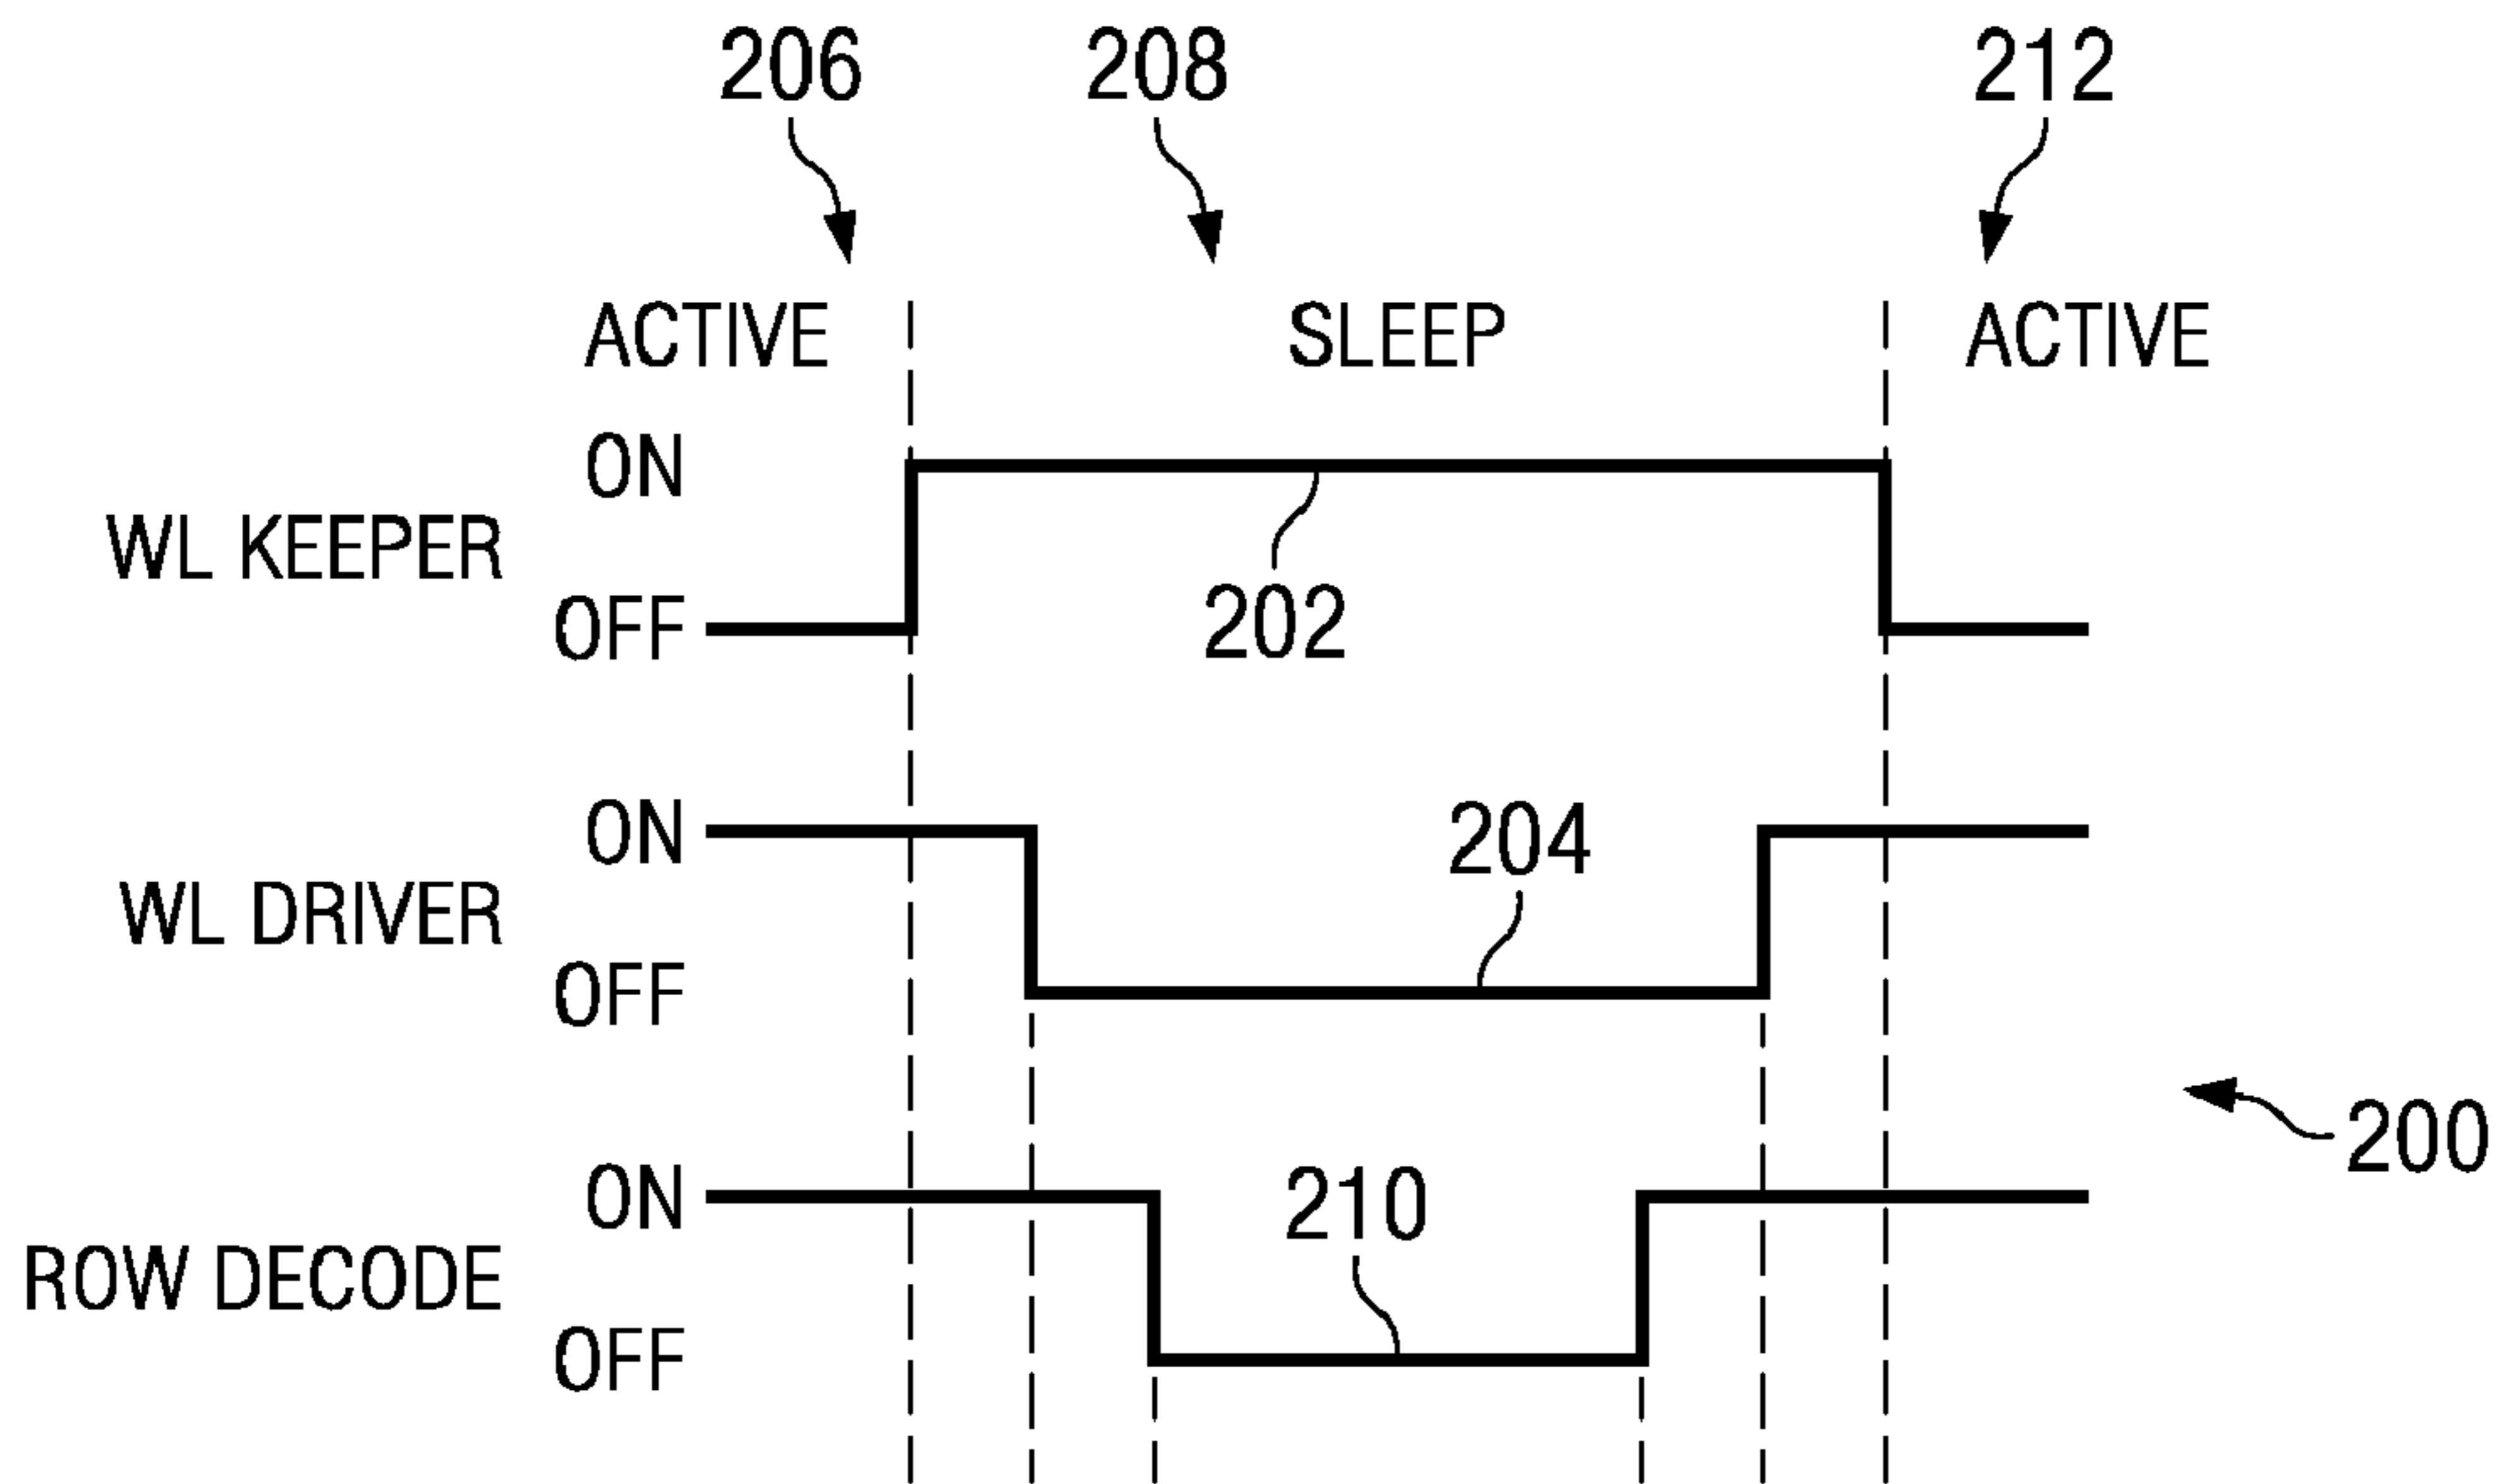 206 208 212
ACTIVE SLEEP ACTIVE
ON
WL KEEPER
OFF
202
ON
204
WL DRIVER
OFF
200
ON
210
ROW DECODE
OFF